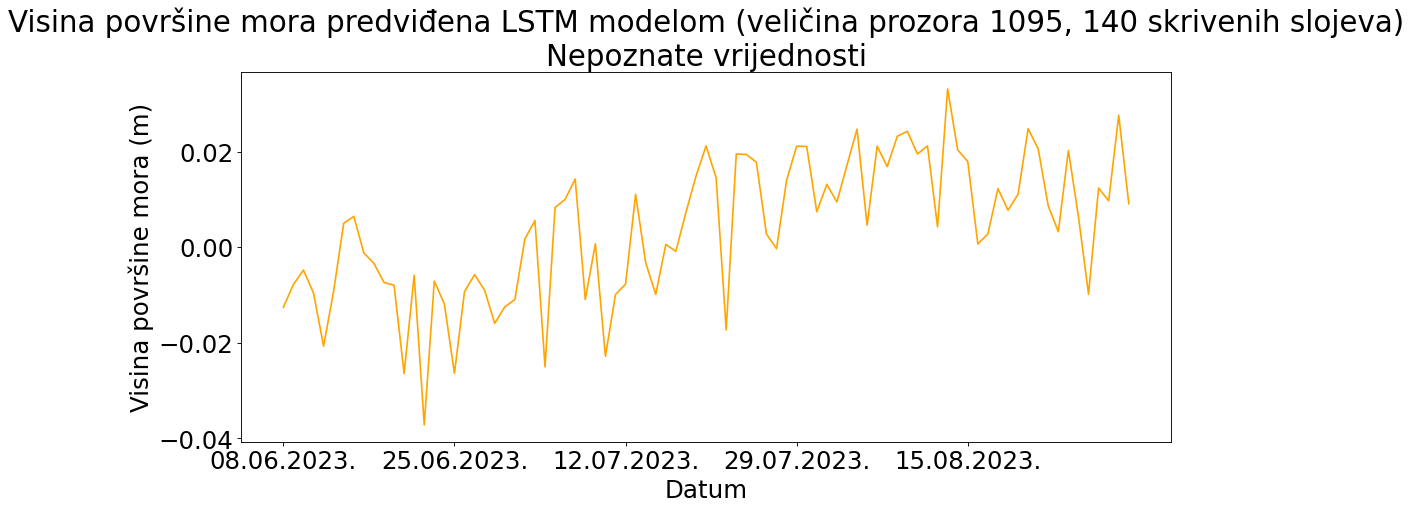 Visina površine mora predviđena LSTM modelom (veličina prozora 1095, 140 skrivenih slojeva)
Nepoznate vrijednosti
Visina površine mora (m)
0.02
0.00
−0.02
−0.04
08.06.2023. 25.06.2023. 12.07.2023. 29.07.2023. 15.08.2023.
Datum